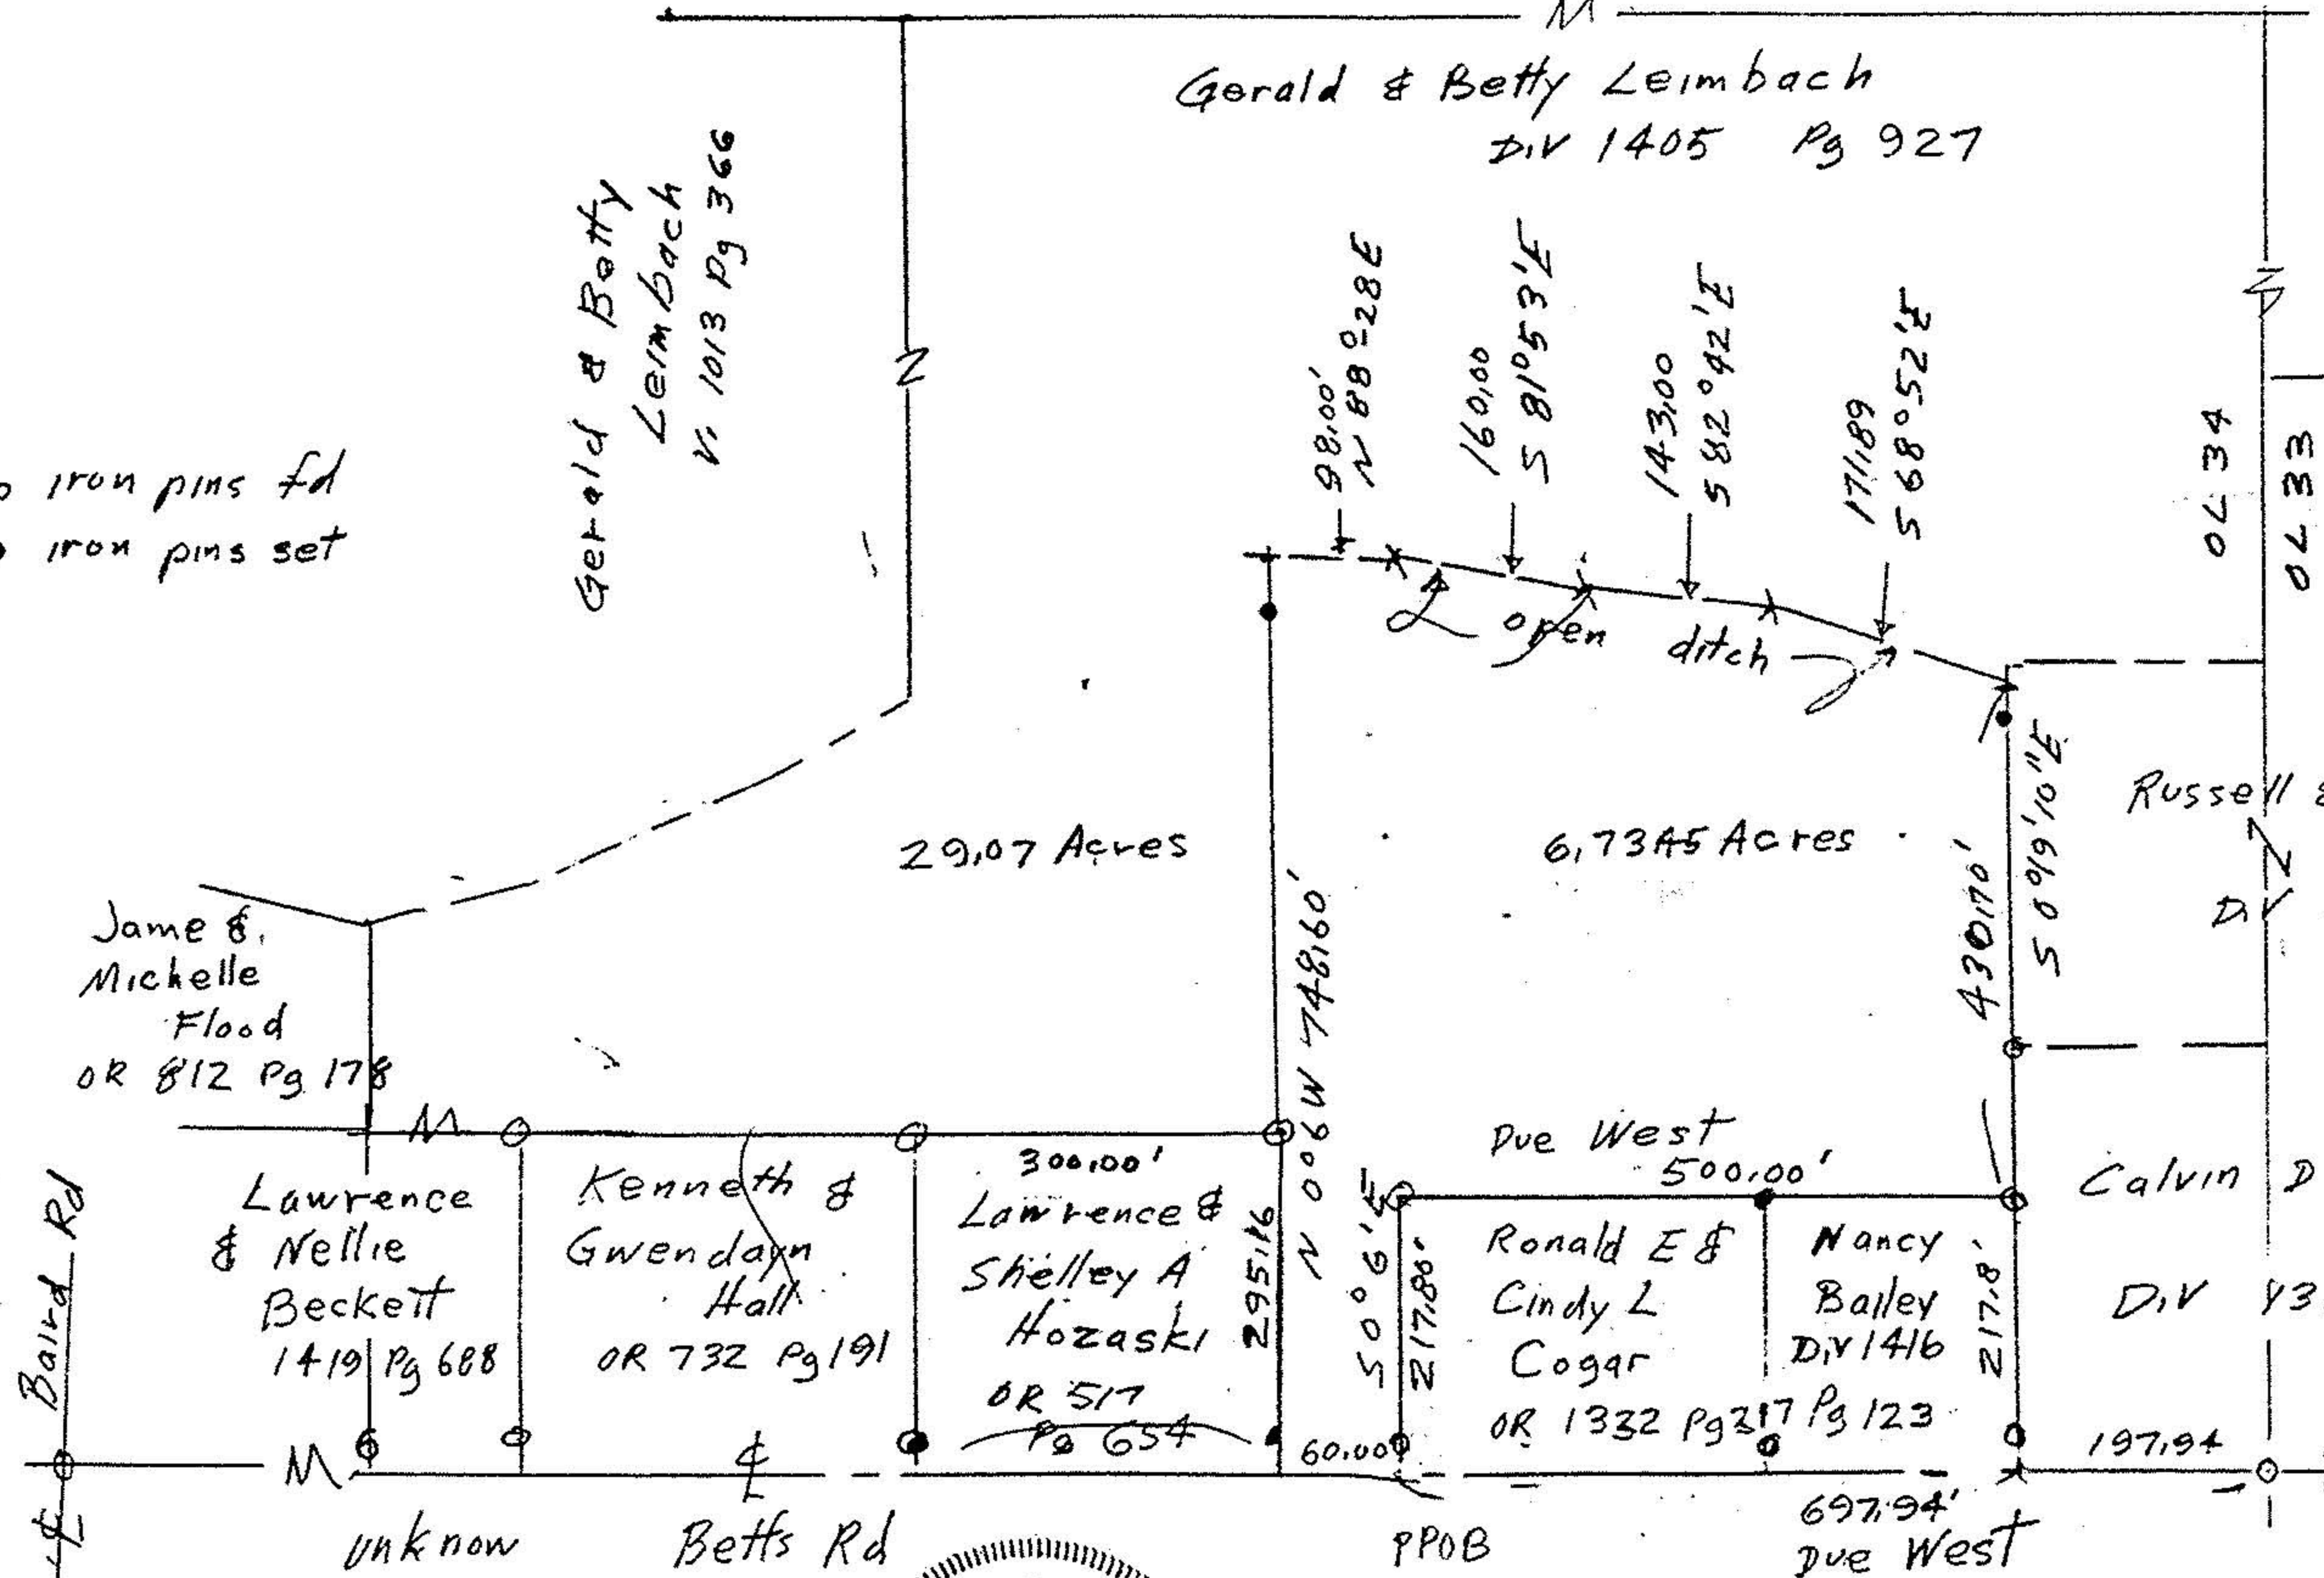 Gerald & Betty Leimbach
Div 1405 Pg 927
Gerald & Betty
Leimbach
V. 1013 Pg 366
iron pins fd
iron pins set
98.00'
N 88°28E
160.00
S 81°53'E
143.00
S 82°42'E
171.89
S 68°52'E
OL 34
OL 33
open ditch
29.07 Acres
6.7345 Acres
N 0°6'W 748.60'
430.70'
S 0°19'10"E
Russell &
Div
Jame &
Michelle
Flood
OR 812 Pg 178
Due West
500.00'
300.00'
295.16
S 0°6'E
217.80'
217.8'
Lawrence
& Nellie
Beckett
1419 Pg 688
Kenneth &
Gwendayn
Hall
OR 732 Pg 191
Lawrence &
Shelley A
Hozaski
OR 517
Pg 654
Ronald E &
Cindy L
Cogar
OR 1332 Pg 317
Nancy
Bailey
Div 1416
Pg 123
Calvin D
Div 13
60.00
197.94
697.94'
Due West
Baird Rd
unknow
Betts Rd
PPOB